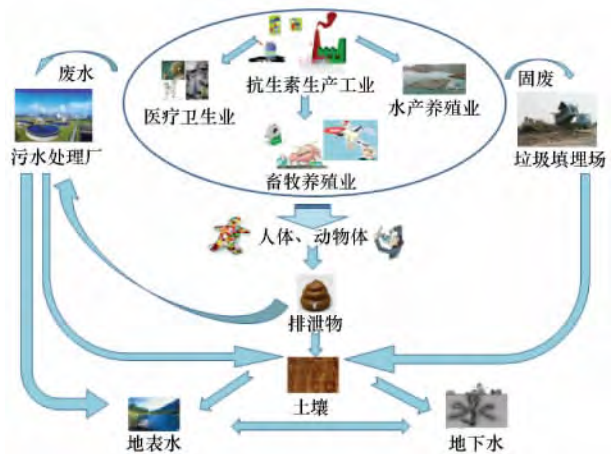 废水
抗生素生产工业
固废
医疗卫生业
水产养殖业
污水处理厂
垃圾填埋场
畜牧养殖业
人体、动物体
排泄物
土壤
地表水
地下水